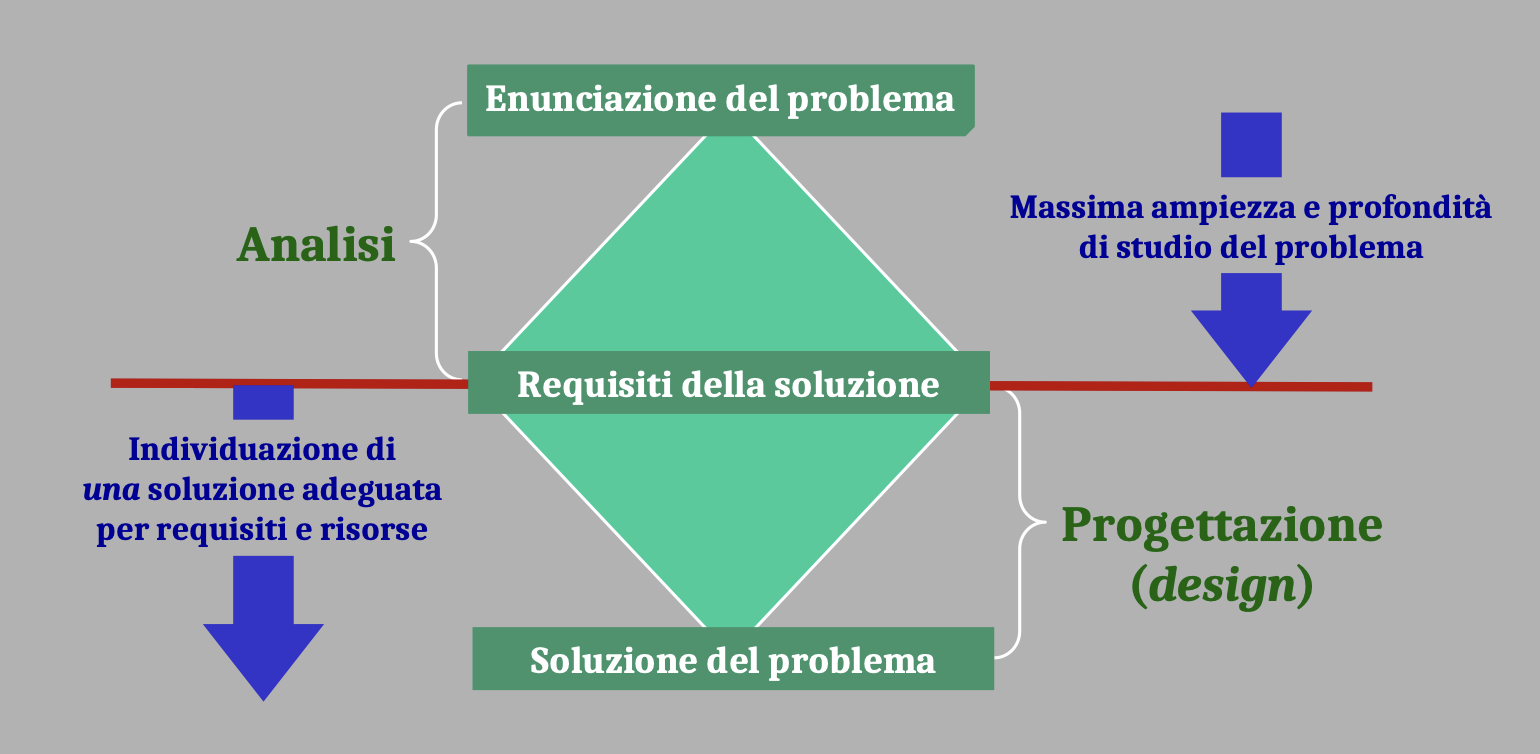 Enunciazione del problema
Analisi
Massima ampiezza e profondità
di studio del problema
Requisiti della soluzione
Individuazione di
una soluzione adeguata
per requisiti e risorse
Progettazione
(design)
Soluzione del problema